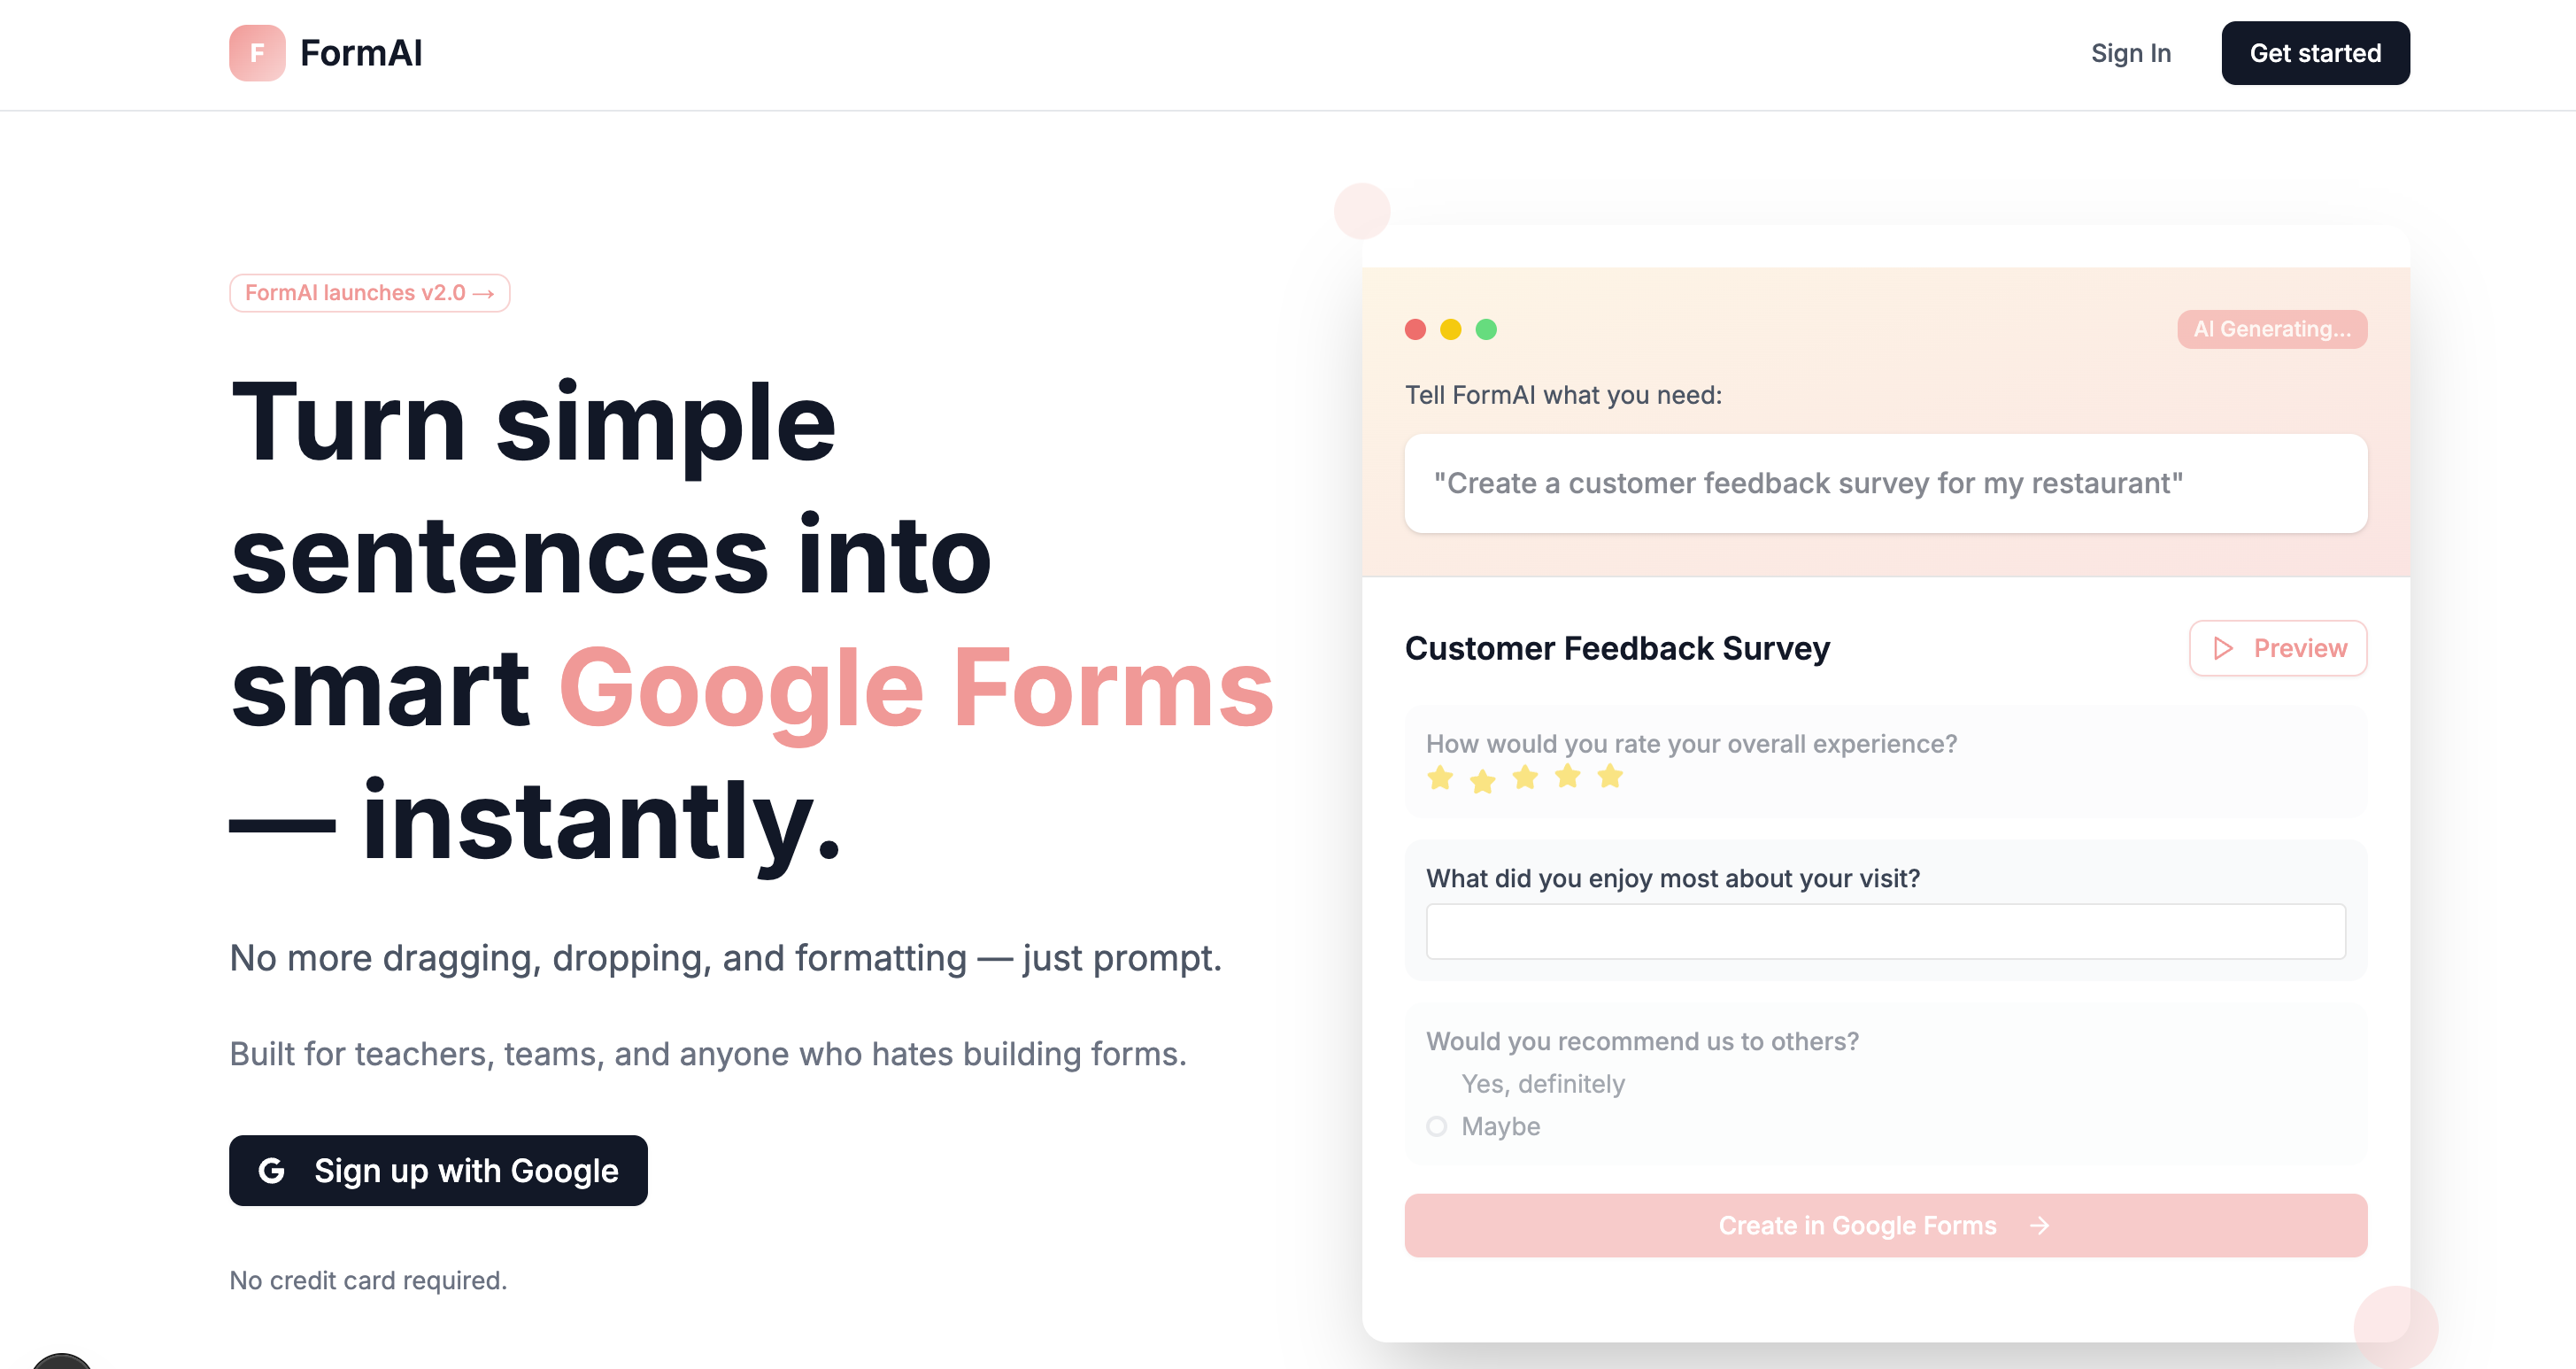 F FormAI
Sign In
Get started
FormAI launches v2.0 →
Turn simple
sentences into
smart Google Forms
— instantly.
No more dragging, dropping, and formatting — just prompt.
Built for teachers, teams, and anyone who hates building forms.
G Sign up with Google
No credit card required.
AI Generating...
Tell FormAI what you need:
"Create a customer feedback survey for my restaurant"
Customer Feedback Survey
Preview
How would you rate your overall experience?
What did you enjoy most about your visit?
Would you recommend us to others?
Yes, definitely
Maybe
Create in Google Forms →